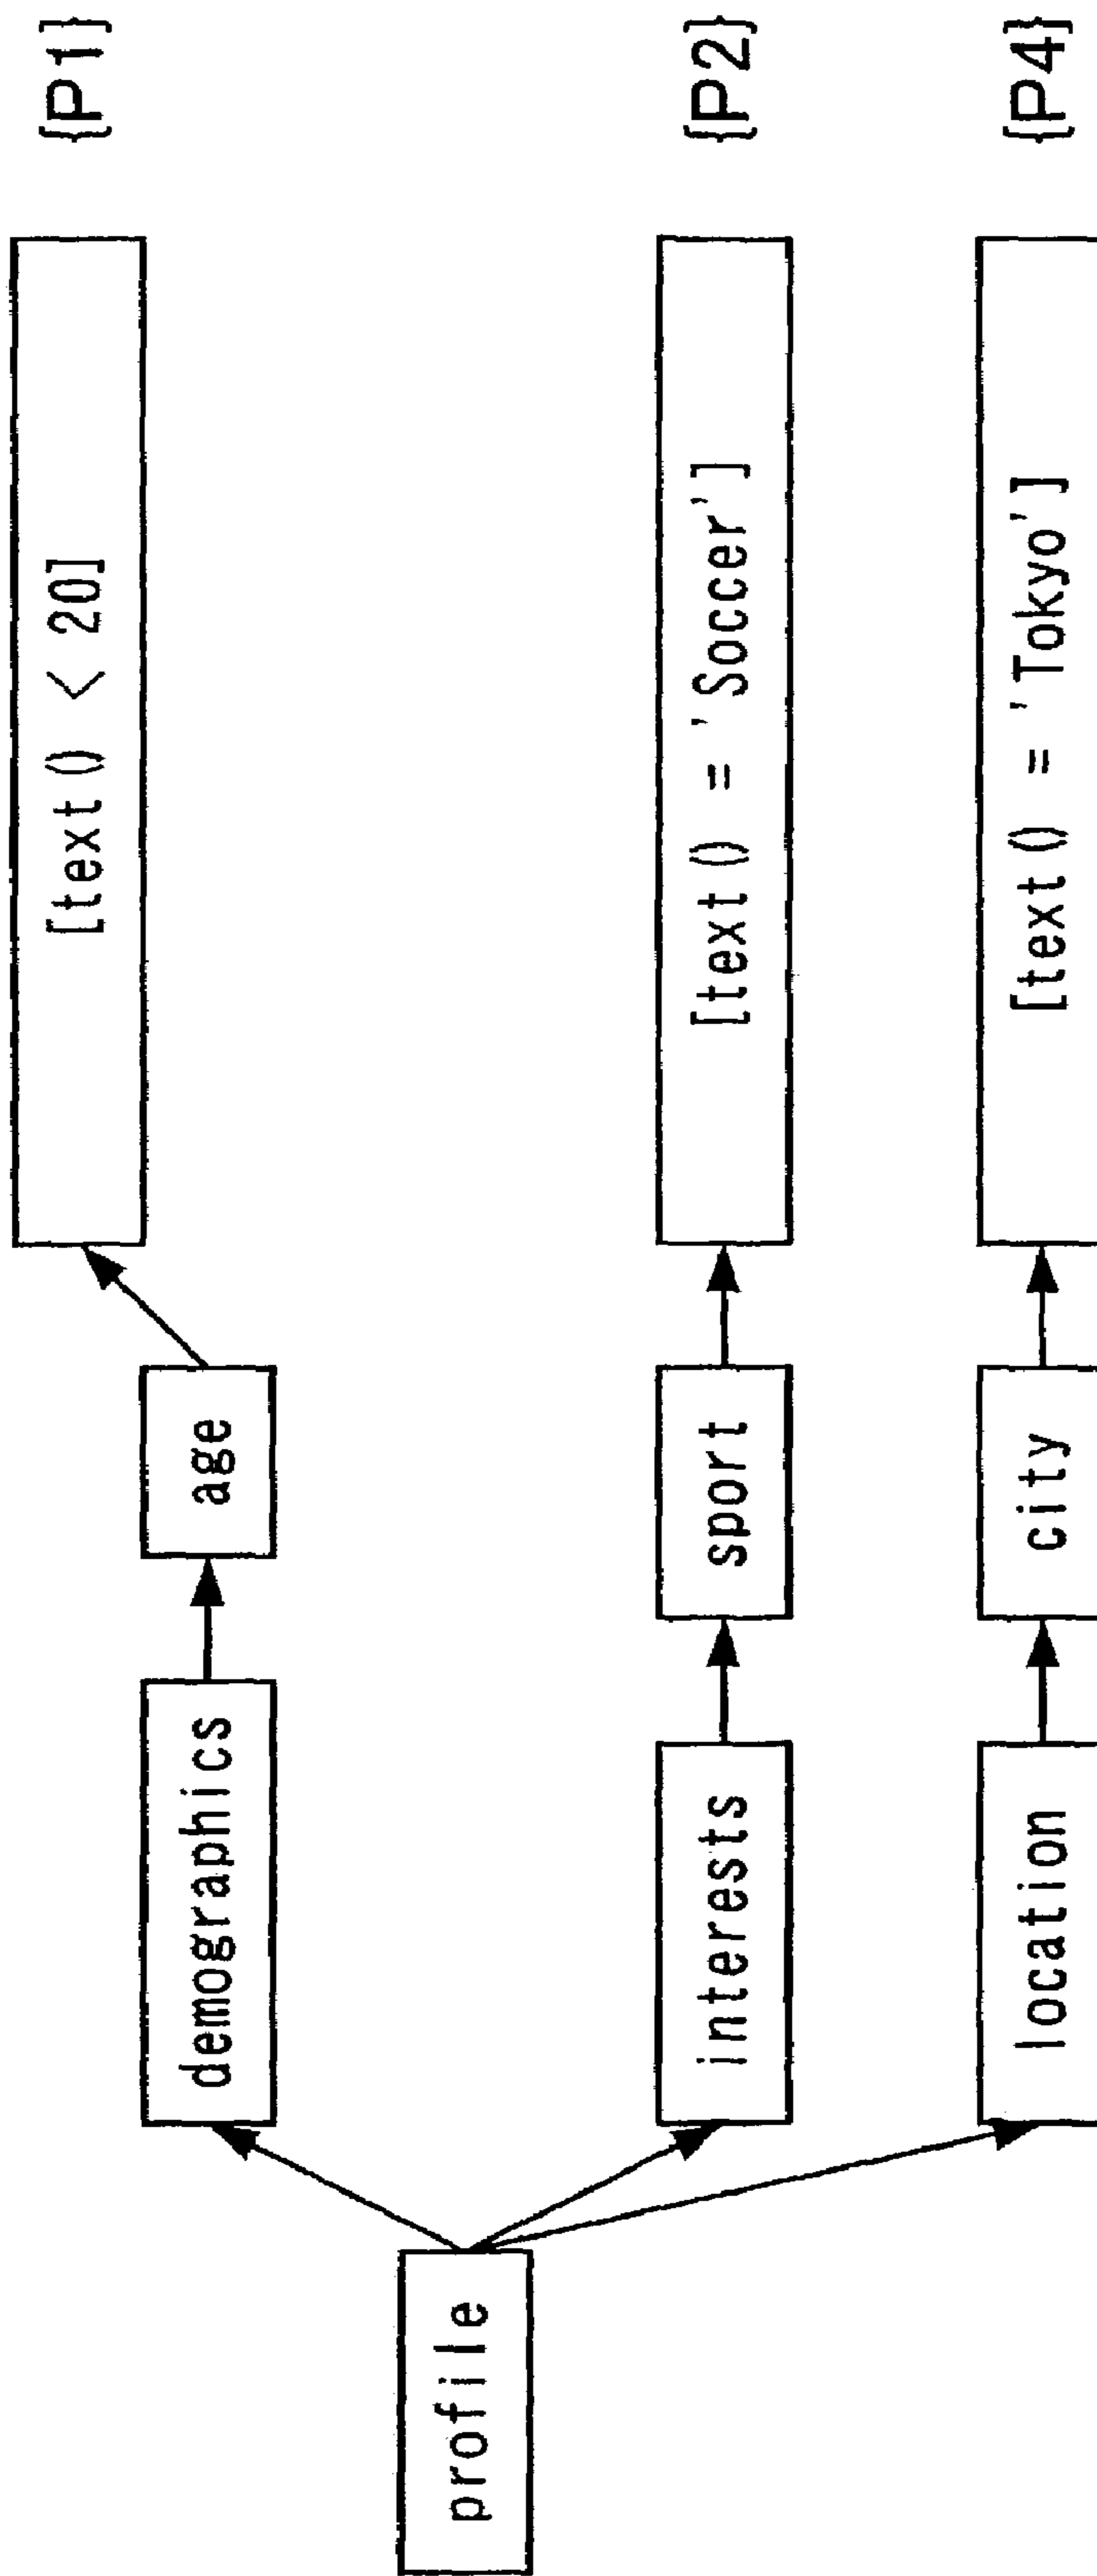 profile
demographics
age
[text() < 20]
{P1}
interests
sport
[text() = 'Soccer']
{P2}
location
city
[text() = 'Tokyo']
{P4}